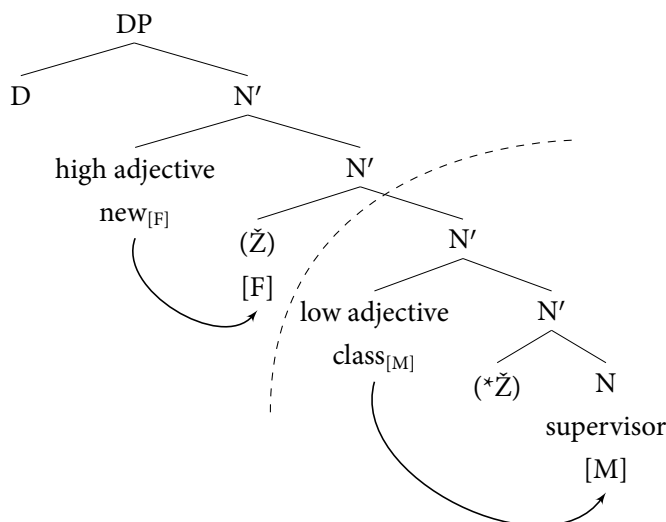 DP
D N′
high adjective N′
new[F]
(Ž) N′
[F]
low adjective N′
class[M]
(*Ž) N
supervisor
[M]